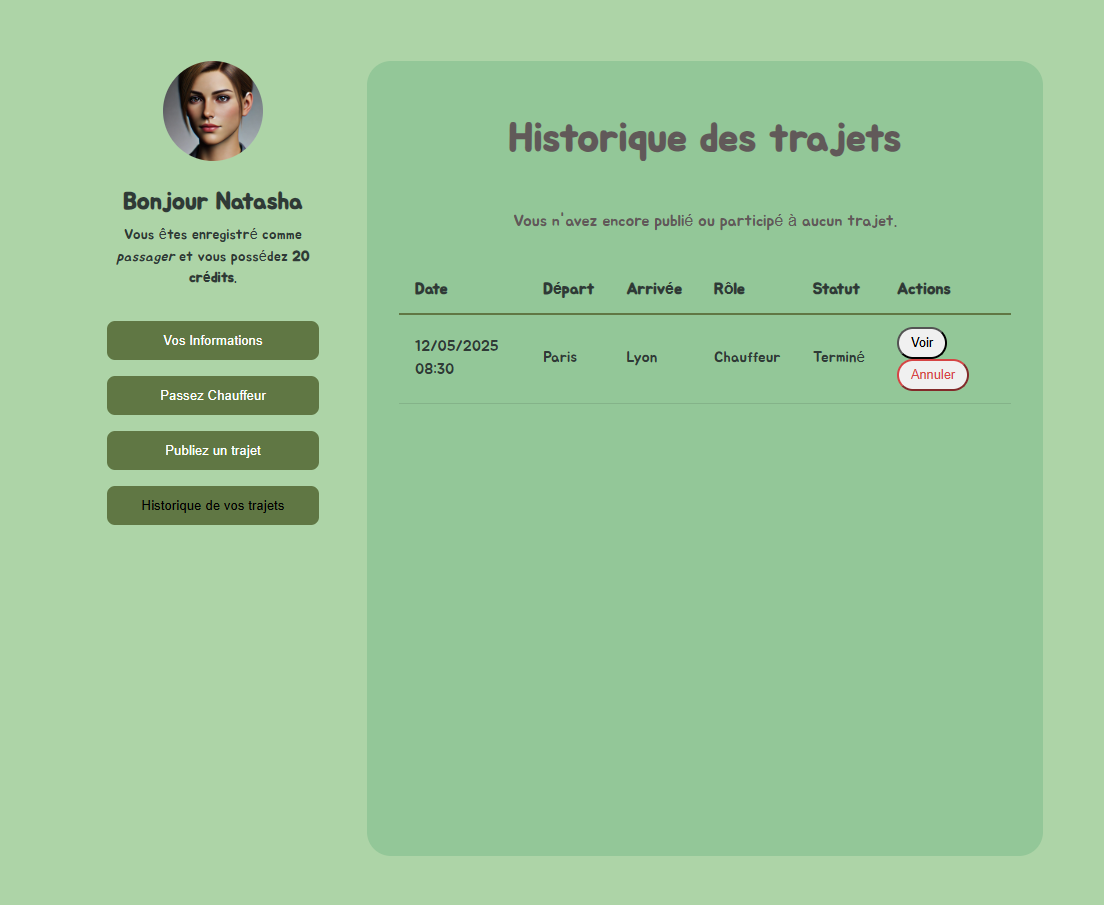 Bonjour Natasha
Vous êtes enregistré comme
passager et vous possédez 20
crédits.
Vos Informations
Passez Chauffeur
Publiez un trajet
Historique de vos trajets
Historique des trajets
Vous n'avez encore publié ou participé à aucun trajet.
Date Départ Arrivée Rôle Statut Actions
12/05/2025
08:30
Paris Lyon Chauffeur Terminé
Voir
Annuler